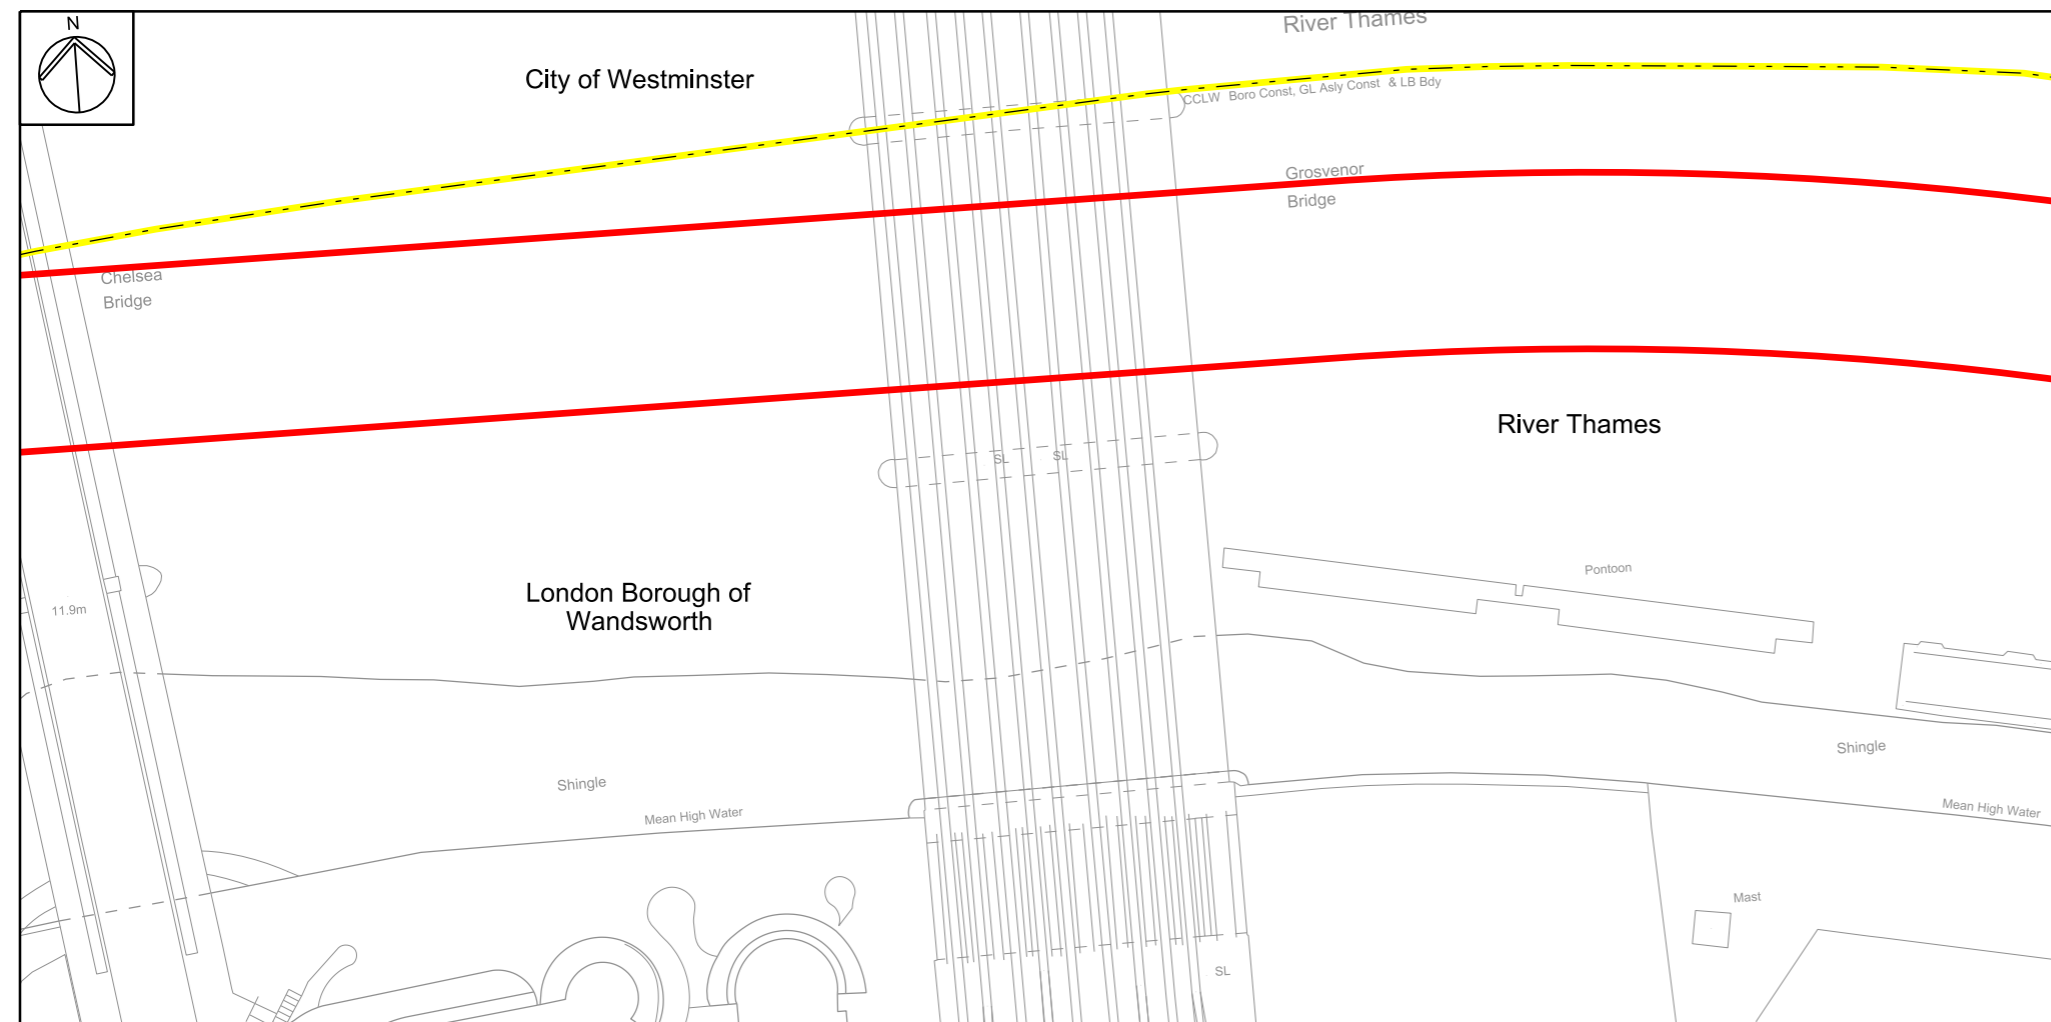 N
River Thames
City of Westminster
CCLW Boro Const, GL Asly Const & LB Bdy
Grosvenor
Bridge
Chelsea
Bridge
River Thames
SL SL
Pontoon
London Borough of
Wandsworth
11.9m
Shingle
Shingle
Mean High Water
Mean High Water
Mast
SL